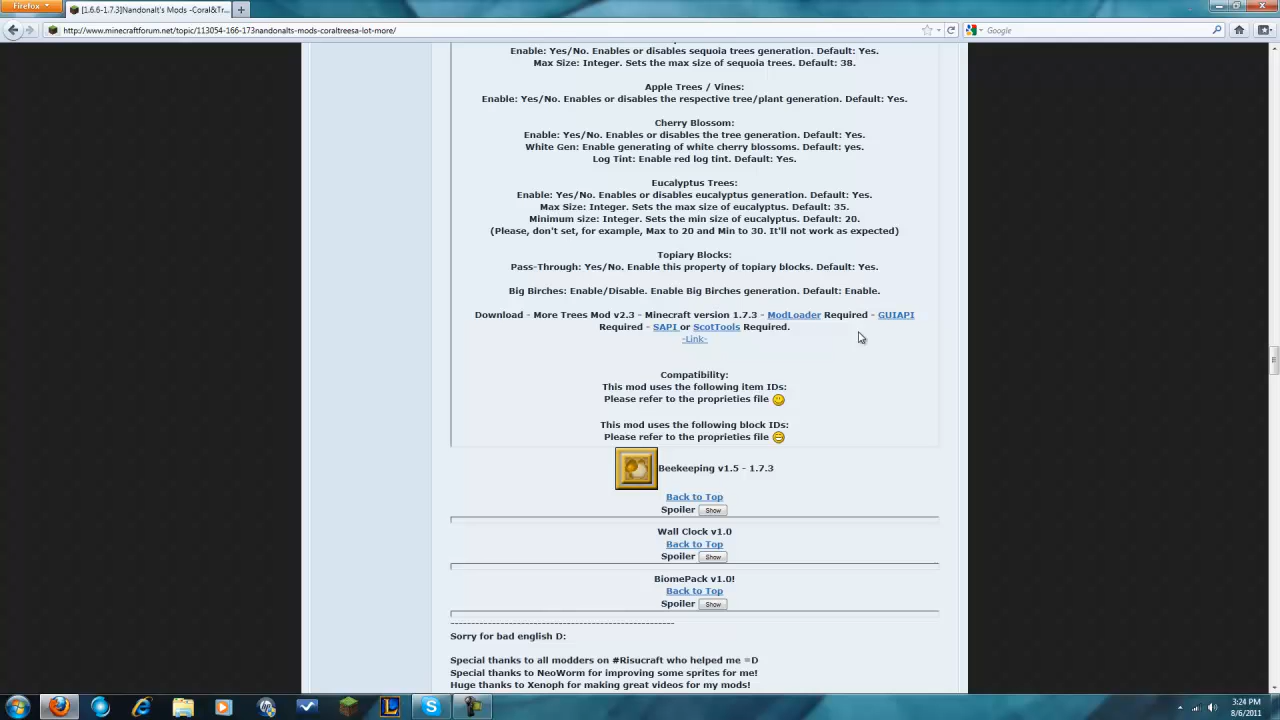 Firefox
[1.6.6-1.7.3] Nandonalt's Mods -Coral&Tr...
http://www.minecraftforum.net/topic/113054-166-173nandonalts-mods-coraltreesa-lot-more/
Google
Enable: Yes/No. Enables or disables sequoia trees generation. Default: Yes.
Max Size: Integer. Sets the max size of sequoia trees. Default: 38.
Apple Trees / Vines:
Enable: Yes/No. Enables or disables the respective tree/plant generation. Default: Yes.
Cherry Blossom:
Enable: Yes/No. Enables or disables the tree generation. Default: Yes.
White Gen: Enable generating of white cherry blossoms. Default: yes.
Log Tint: Enable red log tint. Default: Yes.
Eucalyptus Trees:
Enable: Yes/No. Enables or disables eucalyptus generation. Default: Yes.
Max Size: Integer. Sets the max size of eucalyptus. Default: 35.
Minimum size: Integer. Sets the min size of eucalyptus. Default: 20.
(Please, don't set, for example, Max to 20 and Min to 30. It'll not work as expected)
Topiary Blocks:
Pass-Through: Yes/No. Enable this property of topiary blocks. Default: Yes.
Big Birches: Enable/Disable. Enable Big Birches generation. Default: Enable.
Download - More Trees Mod v2.3 - Minecraft version 1.7.3 - ModLoader Required - GUIAPI
Required - SAPI or ScotTools Required.
-Link-
Compatibility:
This mod uses the following item IDs:
Please refer to the proprieties file
This mod uses the following block IDs:
Please refer to the proprieties file
Beekeeping v1.5 - 1.7.3
Back to Top
Spoiler Show
Wall Clock v1.0
Back to Top
Spoiler Show
BiomePack v1.0!
Back to Top
Spoiler Show
--------------------------------------------------------
Sorry for bad english D:
Special thanks to all modders on #Risucraft who helped me =D
Special thanks to NeoWorm for improving some sprites for me!
Huge thanks to Xenoph for making great videos for my mods!
3:24 PM
8/6/2011